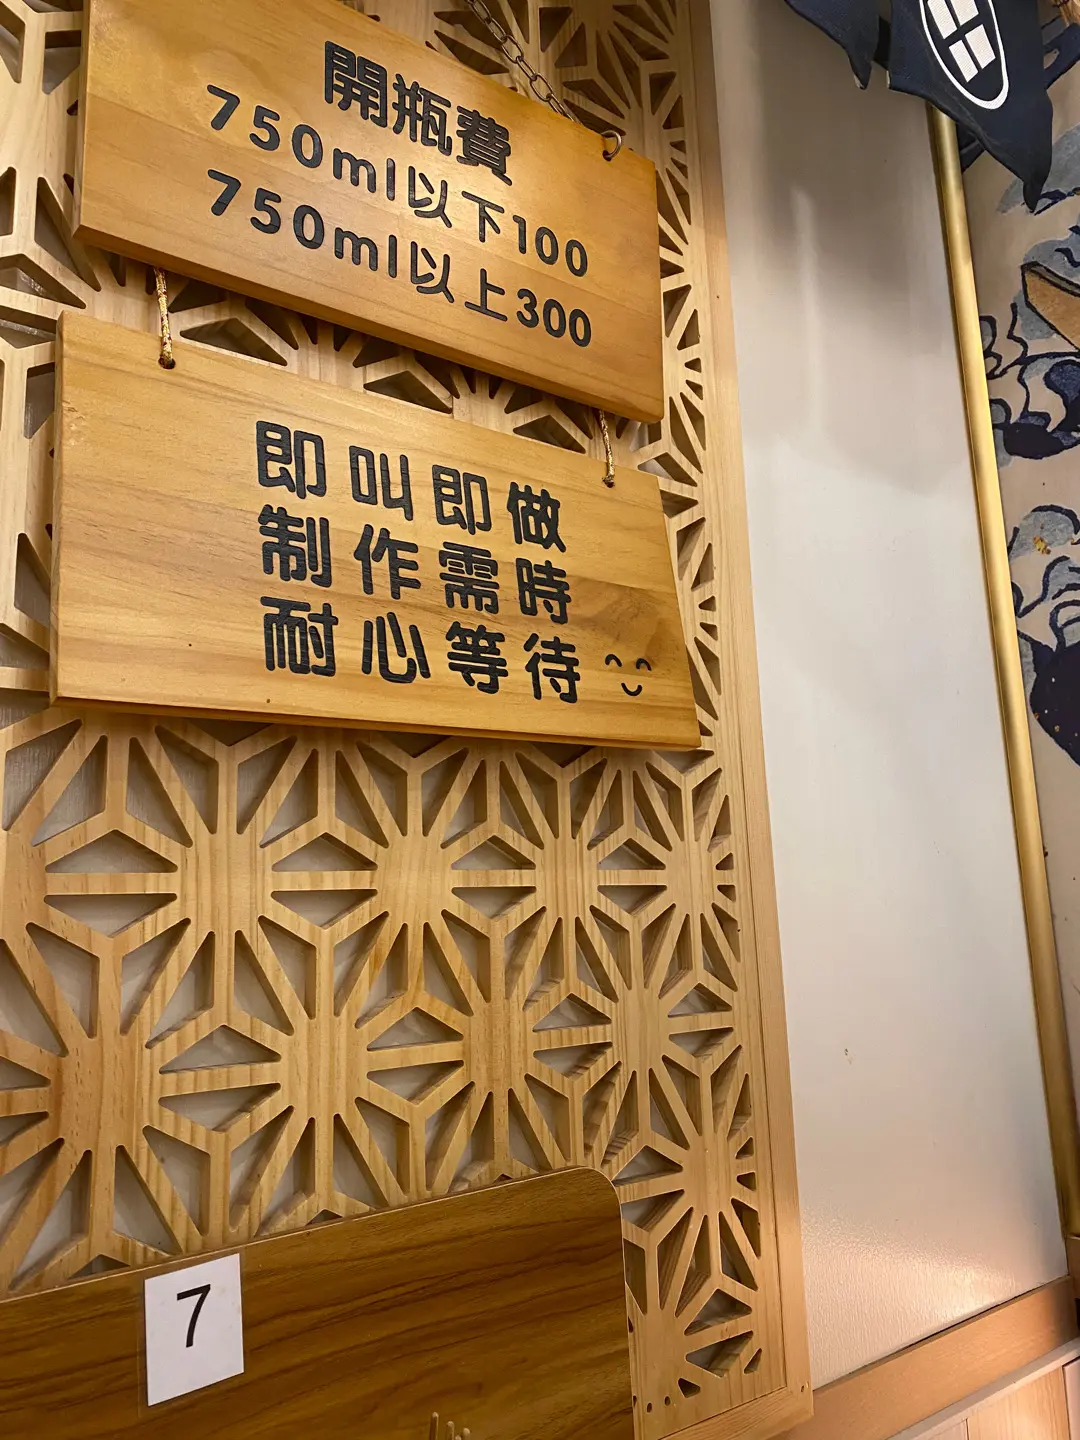 開瓶費
750ml以下100
750ml以上300
即叫即做
制作需時
耐心等待
7